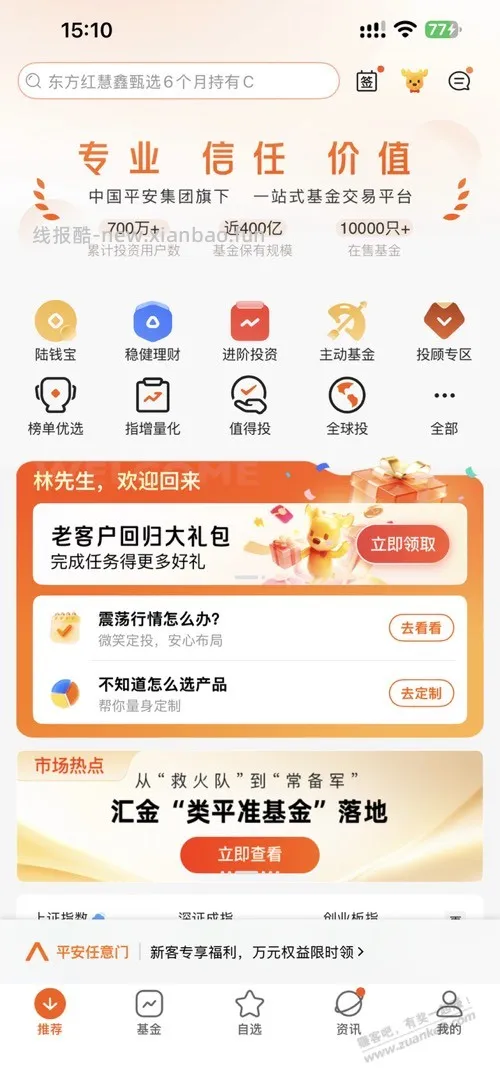 15:10
77
东方红慧鑫甄选6个月持有C
签
专业 信任 价值
中国平安集团旗下 一站式基金交易平台
700万+
近400亿
10000只+
线报酷-new.xianbao.fun
累计投资用户数
基金保有规模
在售基金
陆钱宝
稳健理财
进阶投资
主动基金
投顾专区
榜单优选
指增量化
值得投
全球投
全部
林先生，欢迎回来
老客户回归大礼包
完成任务得更多好礼
立即领取
震荡行情怎么办?
微笑定投，安心布局
去看看
不知道怎么选产品
帮你量身定制
去定制
市场热点
从“救火队”到“常备军”
汇金“类平准基金”落地
立即查看
上证指数
深证成指
创业板指
平安任意门
新客专享福利，万元权益限时领 >
推荐
基金
自选
资讯
我的
赚客吧，有奖一起赚！
www.zuanke8.com